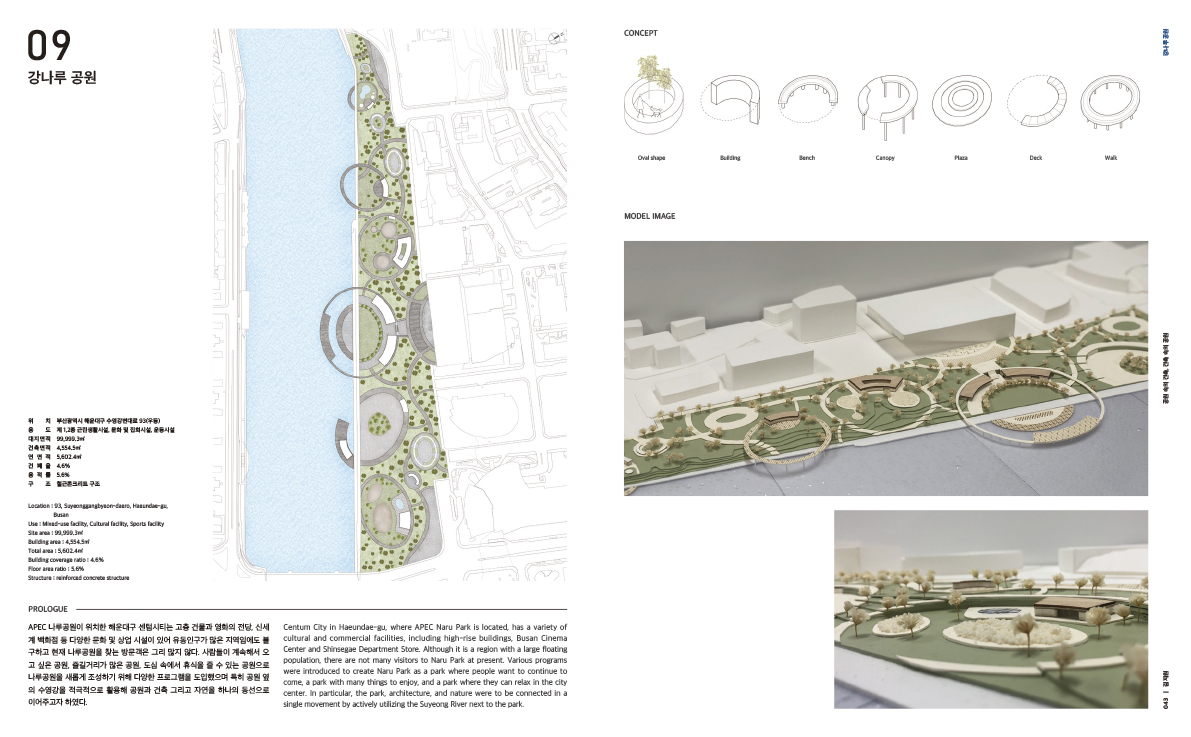 09
강나루 공원
위 치 부산광역시 해운대구 수영강변대로 93(우동)
용 도 제 1,2종 근린생활시설, 문화 및 집회시설, 운동시설
대지면적 99,999.3㎡
건축면적 4,554.5㎡
연 면 적 5,602.4㎡
건 폐 율 4.6%
용 적 률 5.6%
구 조 철근콘크리트 구조
Location : 93, Suyeonggangbyeon-daero, Haeundae-gu,
Busan
Use : Mixed-use facility, Cultural facility, Sports facility
Site area : 99,999.3㎡
Building area : 4,554.5㎡
Total area : 5,602.4㎡
Building coverage ratio : 4.6%
Floor area ratio : 5.6%
Structure : reinforced concrete structure
PROLOGUE
APEC 나루공원이 위치한 해운대구 센텀시티는 고층 건물과 영화의 전당, 신세
계 백화점 등 다양한 문화 및 상업 시설이 있어 유동인구가 많은 지역임에도 불
구하고 현재 나루공원을 찾는 방문객은 그리 많지 않다. 사람들이 계속해서 오
고 싶은 공원, 즐길거리가 많은 공원, 도심 속에서 휴식을 줄 수 있는 공원으로
나루공원을 새롭게 조성하기 위해 다양한 프로그램을 도입했으며 특히 공원 옆
의 수영강을 적극적으로 활용해 공원과 건축 그리고 자연을 하나의 동선으로
이어주고자 하였다.
Centum City in Haeundae-gu, where APEC Naru Park is located, has a variety of
cultural and commercial facilities, including high-rise buildings, Busan Cinema
Center and Shinsegae Department Store. Although it is a region with a large floating
population, there are not many visitors to Naru Park at present. Various programs
were introduced to create Naru Park as a park where people want to continue to
come, a park with many things to enjoy, and a park where they can relax in the city
center. In particular, the park, architecture, and nature were to be connected in a
single movement by actively utilizing the Suyeong River next to the park.
CONCEPT
Oval shape
Building
Bench
Canopy
Plaza
Deck
Walk
MODEL IMAGE
강나루 공원
공원 속의 건축, 건축 속의 공원
043 |